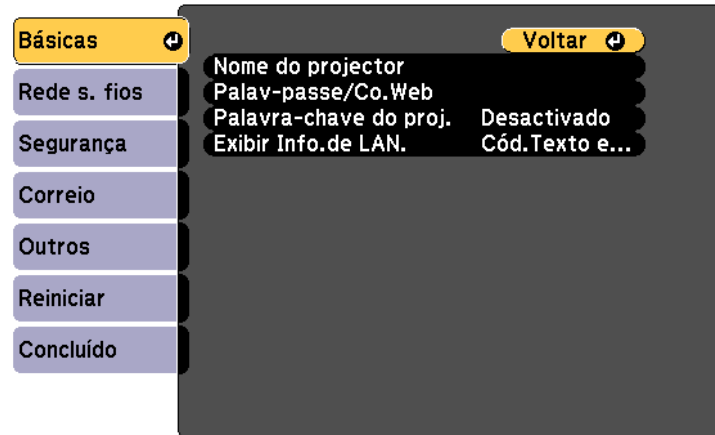 Básicas
Voltar
Nome do projector
Rede s. fios
Palav-passe/Co.Web
Palavra-chave do proj. Desactivado
Segurança
Exibir Info.de LAN. Cód.Texto e...
Correio
Outros
Reiniciar
Concluído